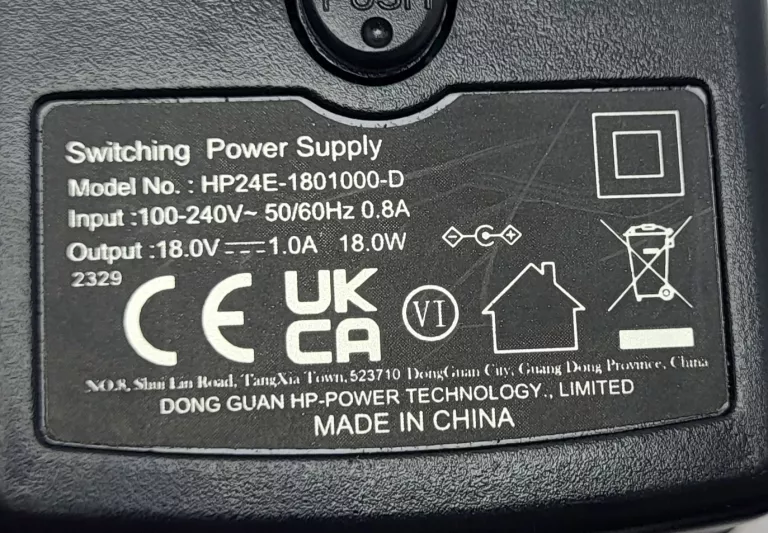 PUSH
Switching Power Supply
Model No. : HP24E-1801000-D
Input :100-240V~ 50/60Hz 0.8A
Output :18.0V⎓1.0A 18.0W
2329
CE
UK
CA
VI
NO.8, Shui Lin Road, TangXia Town, 523710 DongGuan City, Guang Dong Province, China
DONG GUAN HP-POWER TECHNOLOGY., LIMITED
MADE IN CHINA